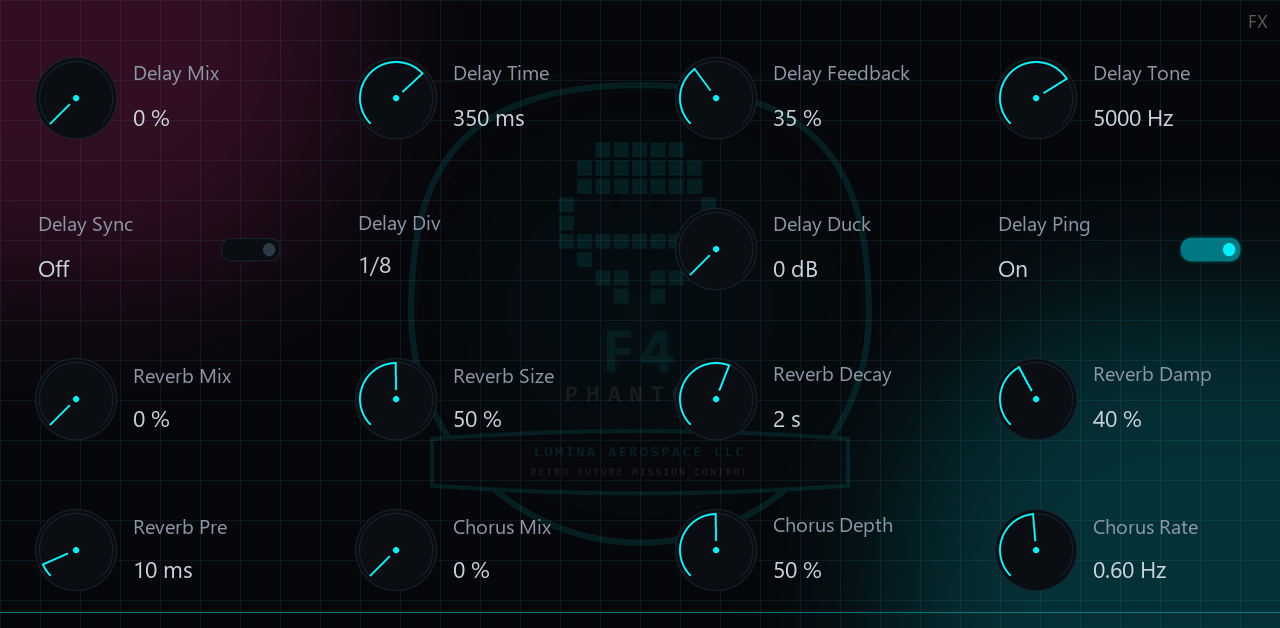 FX
Delay Mix
0 %
Delay Time
350 ms
Delay Feedback
35 %
Delay Tone
5000 Hz
Delay Sync
Off
Delay Div
1/8
Delay Duck
0 dB
Delay Ping
On
F4
Reverb Mix
0 %
Reverb Size
50 %
Reverb Decay
2 s
Reverb Damp
40 %
LUMINA AEROSPACE LLC
RETRO FUTURE MISSION CONTROL
Reverb Pre
10 ms
Chorus Mix
0 %
Chorus Depth
50 %
Chorus Rate
0.60 Hz